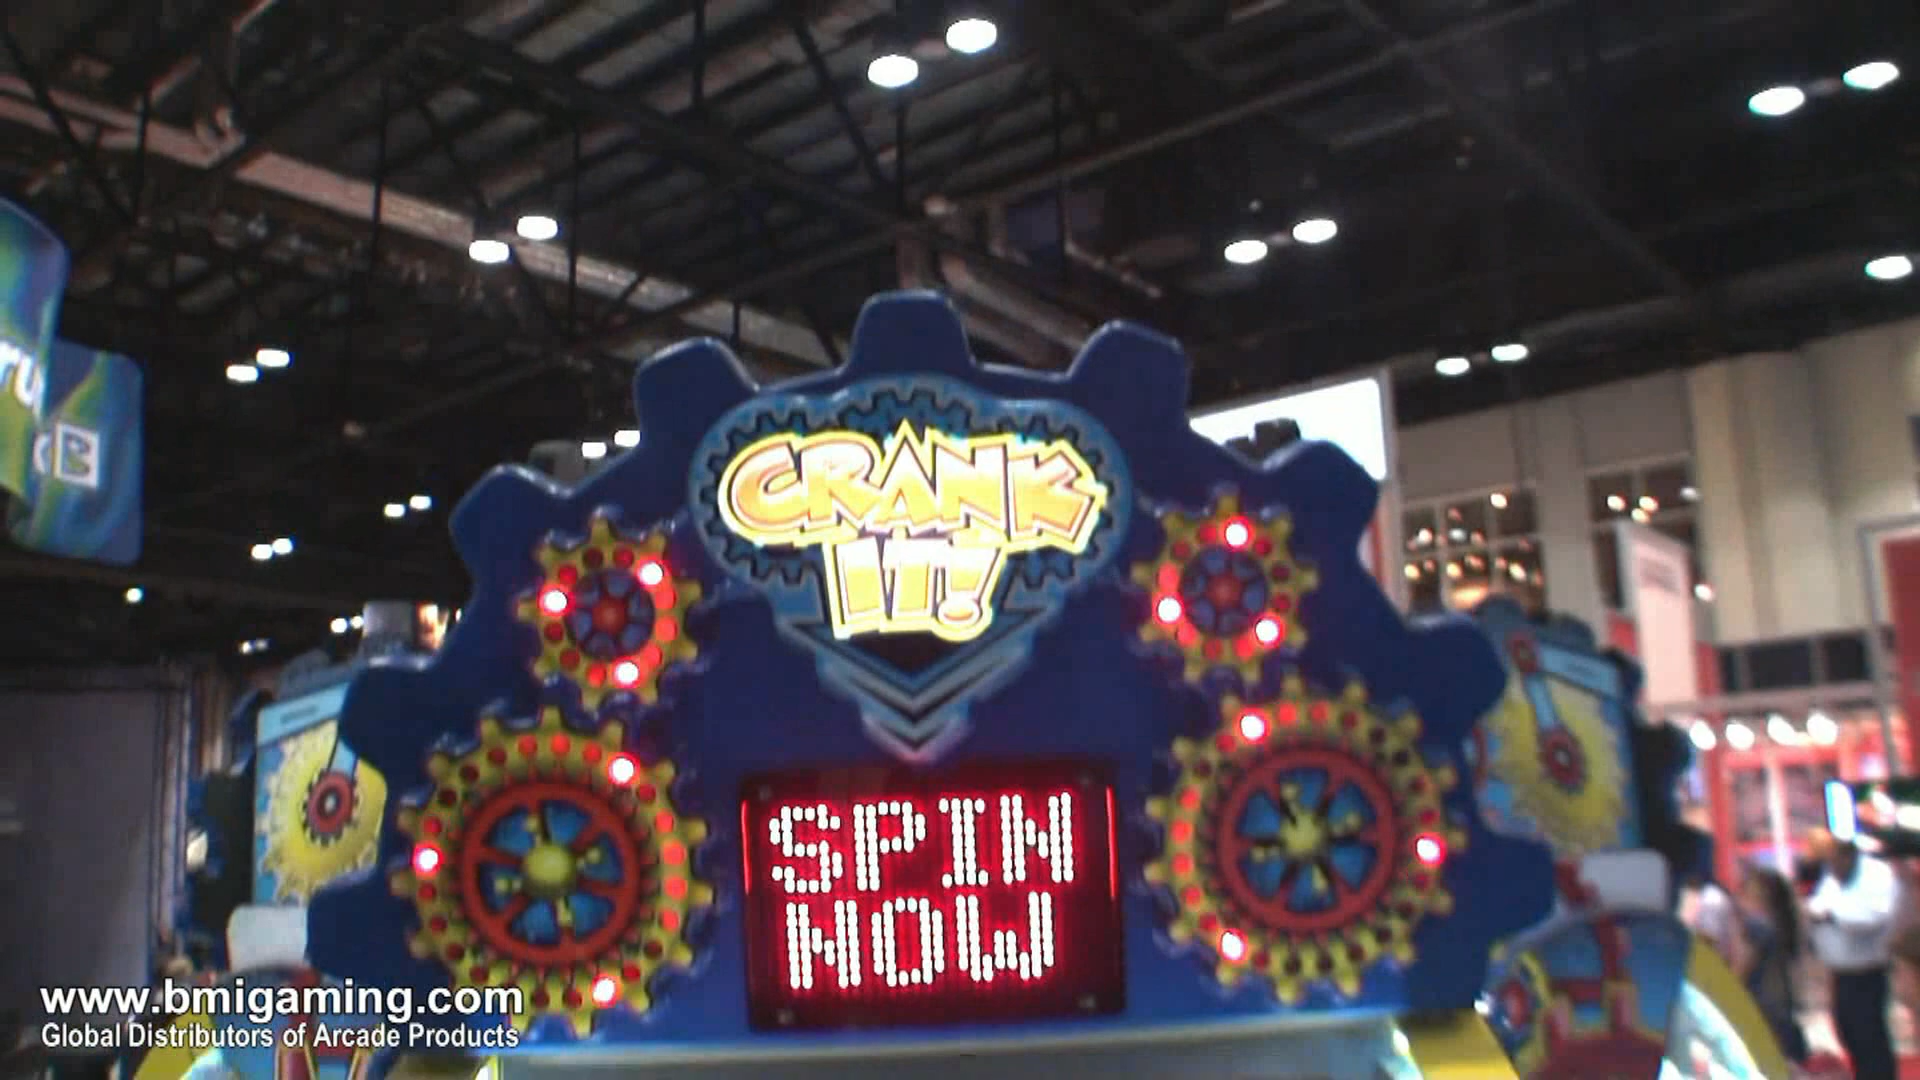 CRANK
IT!
SPIN
NOW
www.bmigaming.com
Global Distributors of Arcade Products